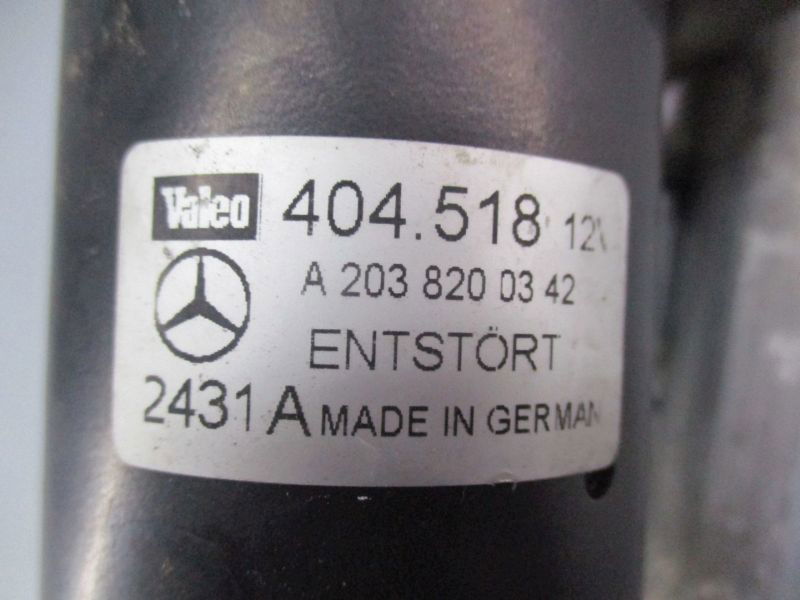 Valeo 404.518 12V
A 203 820 03 42
ENTSTÖRT
2431 A MADE IN GERMAN